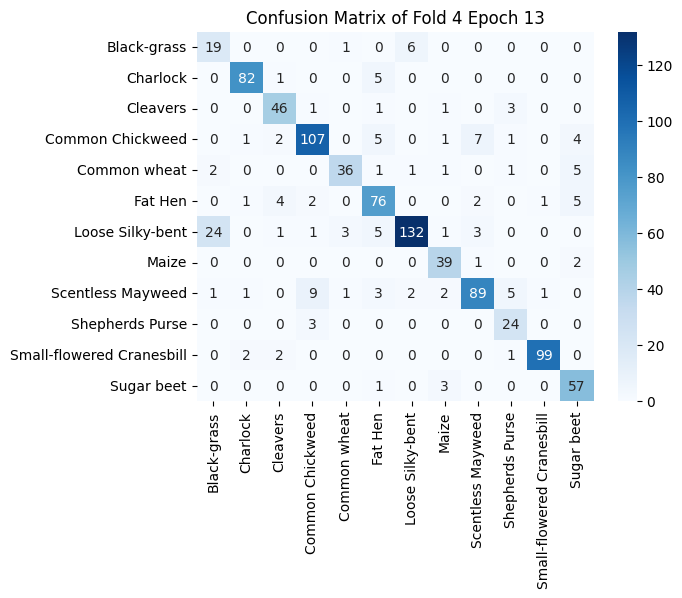 Confusion Matrix of Fold 4 Epoch 13
Black-grass 19 0 0 0 1 0 6 0 0 0 0 0
Charlock 0 82 1 0 0 5 0 0 0 0 0 0
Cleavers 0 0 46 1 0 1 0 1 0 3 0 0
Common Chickweed 0 1 2 107 0 5 0 1 7 1 0 4
Common wheat 2 0 0 0 36 1 1 1 0 1 0 5
Fat Hen 0 1 4 2 0 76 0 0 2 0 1 5
Loose Silky-bent 24 0 1 1 3 5 132 1 3 0 0 0
Maize 0 0 0 0 0 0 0 39 1 0 0 2
Scentless Mayweed 1 1 0 9 1 3 2 2 89 5 1 0
Shepherds Purse 0 0 0 3 0 0 0 0 0 24 0 0
Small-flowered Cranesbill 0 2 2 0 0 0 0 0 0 1 99 0
Sugar beet 0 0 0 0 0 1 0 3 0 0 0 57
Black-grass
Charlock
Cleavers
Common Chickweed
Common wheat
Fat Hen
Loose Silky-bent
Maize
Scentless Mayweed
Shepherds Purse
Small-flowered Cranesbill
Sugar beet
120
100
80
60
40
20
0